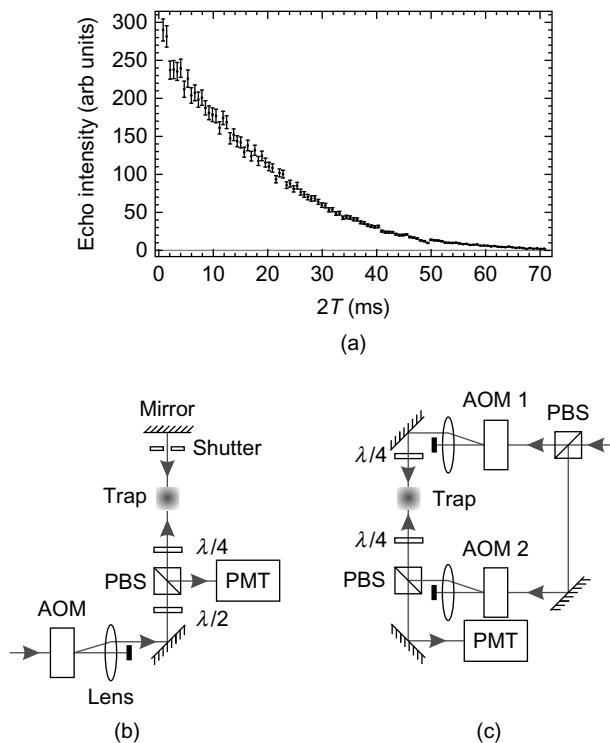 300
250
200
150
100
50
0
Echo intensity (arb units)
0 10 20 30 40 50 60 70
2T (ms)
(a)
Mirror
Shutter
Trap
λ/4
PBS
PMT
AOM
λ/2
Lens
(b)
AOM 1
PBS
λ/4
Trap
λ/4
AOM 2
PBS
PMT
(c)